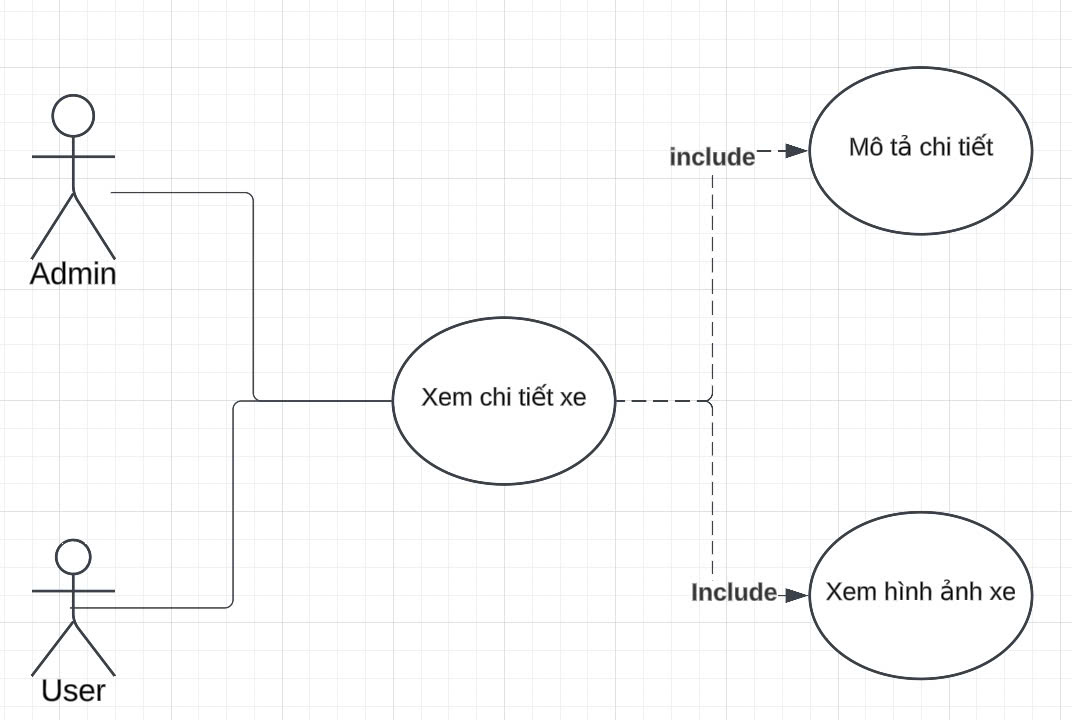 include
Mô tả chi tiết
Admin
Xem chi tiết xe
Include
Xem hình ảnh xe
User